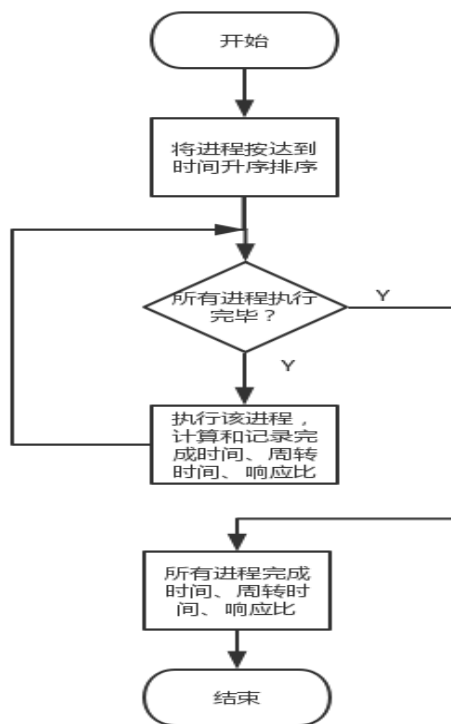 开始
将进程按达到
时间升序排序
所有进程执行
完毕？
Y
Y
执行该进程，
计算和记录完
成时间、周转
时间、响应比
所有进程完成
时间、周转时
间、响应比
结束